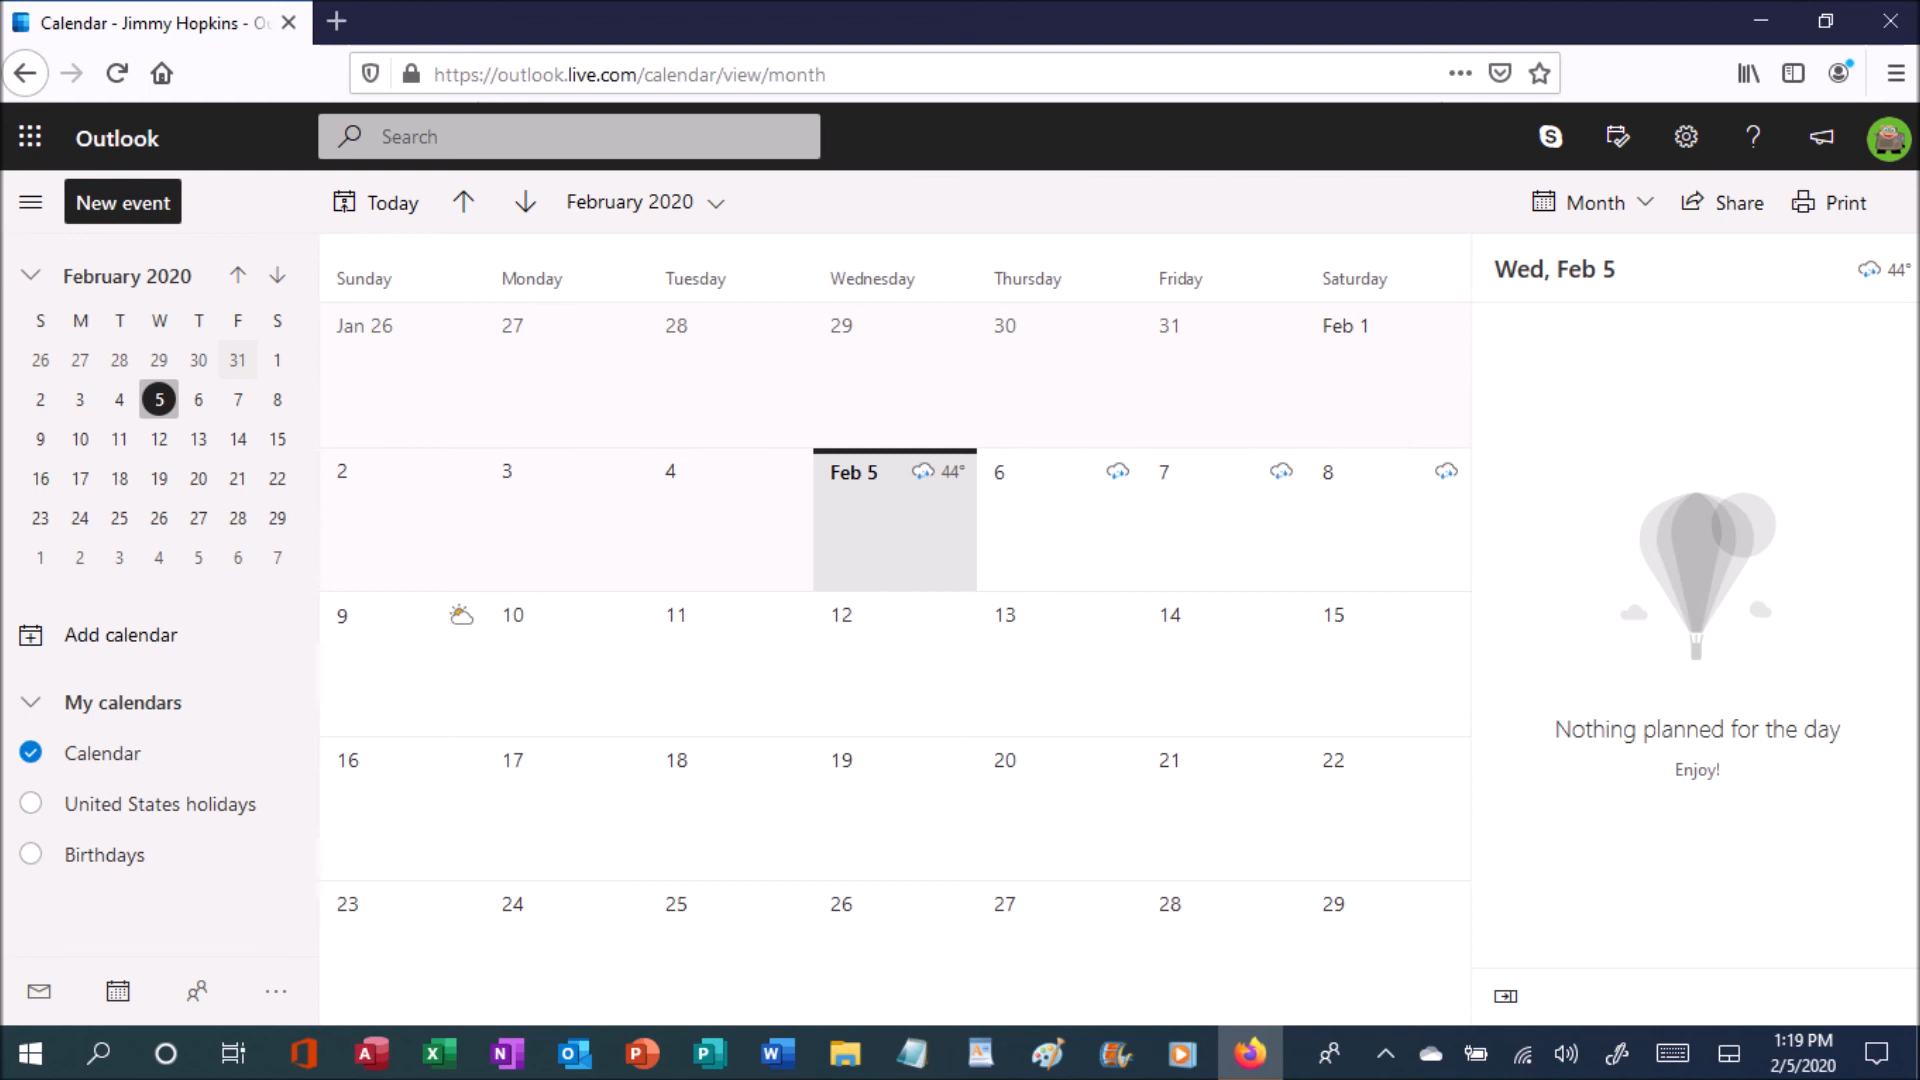 Calendar - Jimmy Hopkins - Ou
https://outlook.live.com/calendar/view/month
Outlook
Search
New event
Today
February 2020
Month
Share
Print
February 2020
S M T W T F S
26 27 28 29 30 31 1
2 3 4 5 6 7 8
9 10 11 12 13 14 15
16 17 18 19 20 21 22
23 24 25 26 27 28 29
1 2 3 4 5 6 7
Add calendar
My calendars
Calendar
United States holidays
Birthdays
Sunday Monday Tuesday Wednesday Thursday Friday Saturday
Jan 26 27 28 29 30 31 Feb 1
2 3 4 Feb 5 44° 6 7 8
9 10 11 12 13 14 15
16 17 18 19 20 21 22
23 24 25 26 27 28 29
Wed, Feb 5 44°
Nothing planned for the day
Enjoy!
1:19 PM
2/5/2020